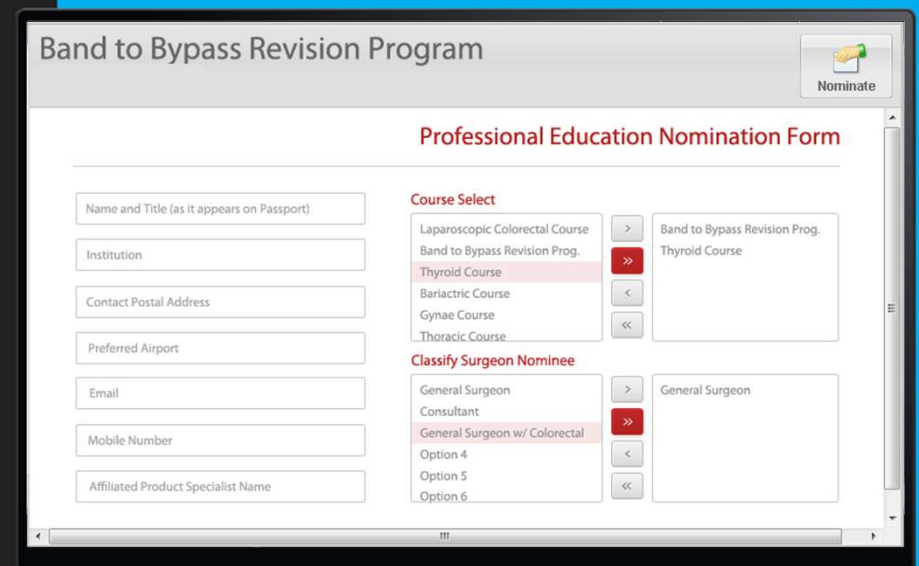 Band to Bypass Revision Program
Nominate
Professional Education Nomination Form
Name and Title (as it appears on Passport)
Institution
Contact Postal Address
Preferred Airport
Email
Mobile Number
Affiliated Product Specialist Name
Course Select
Laparoscopic Colorectal Course
Band to Bypass Revision Prog.
Thyroid Course
Bariactric Course
Gynae Course
Thoracic Course
>
»
<
«
Band to Bypass Revision Prog.
Thyroid Course
Classify Surgeon Nominee
General Surgeon
Consultant
General Surgeon w/ Colorectal
Option 4
Option 5
Option 6
>
»
<
«
General Surgeon